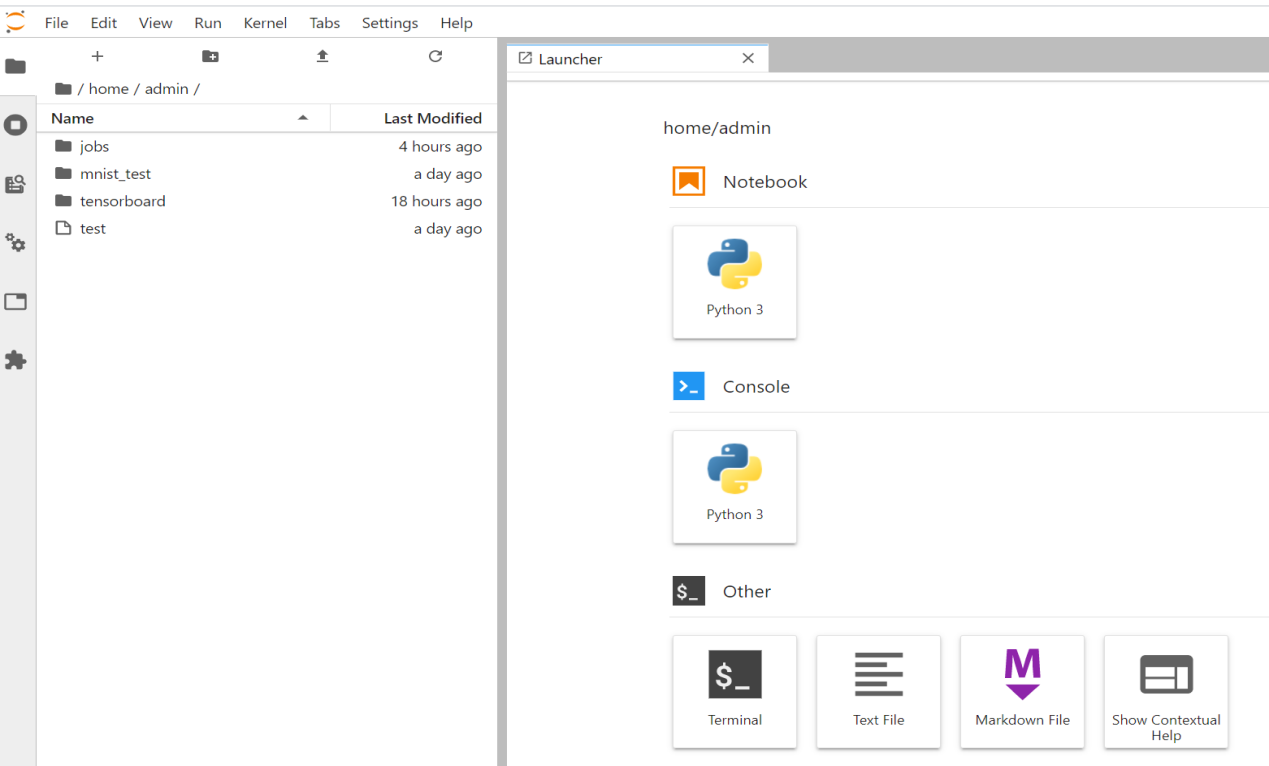 File Edit View Run Kernel Tabs Settings Help
Launcher
/ home / admin /
Name Last Modified
jobs 4 hours ago
mnist_test a day ago
tensorboard 18 hours ago
test a day ago
home/admin
Notebook
Python 3
>_ Console
Python 3
$_ Other
$_
Terminal
Text File
M
Markdown File
Show Contextual
Help